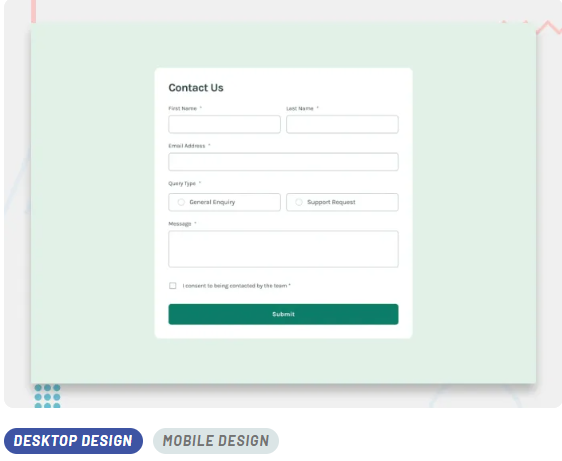 Contact Us
First Name *
Last Name *
Email Address *
Query Type *
General Enquiry
Support Request
Message *
I consent to being contacted by the team *
Submit
DESKTOP DESIGN
MOBILE DESIGN